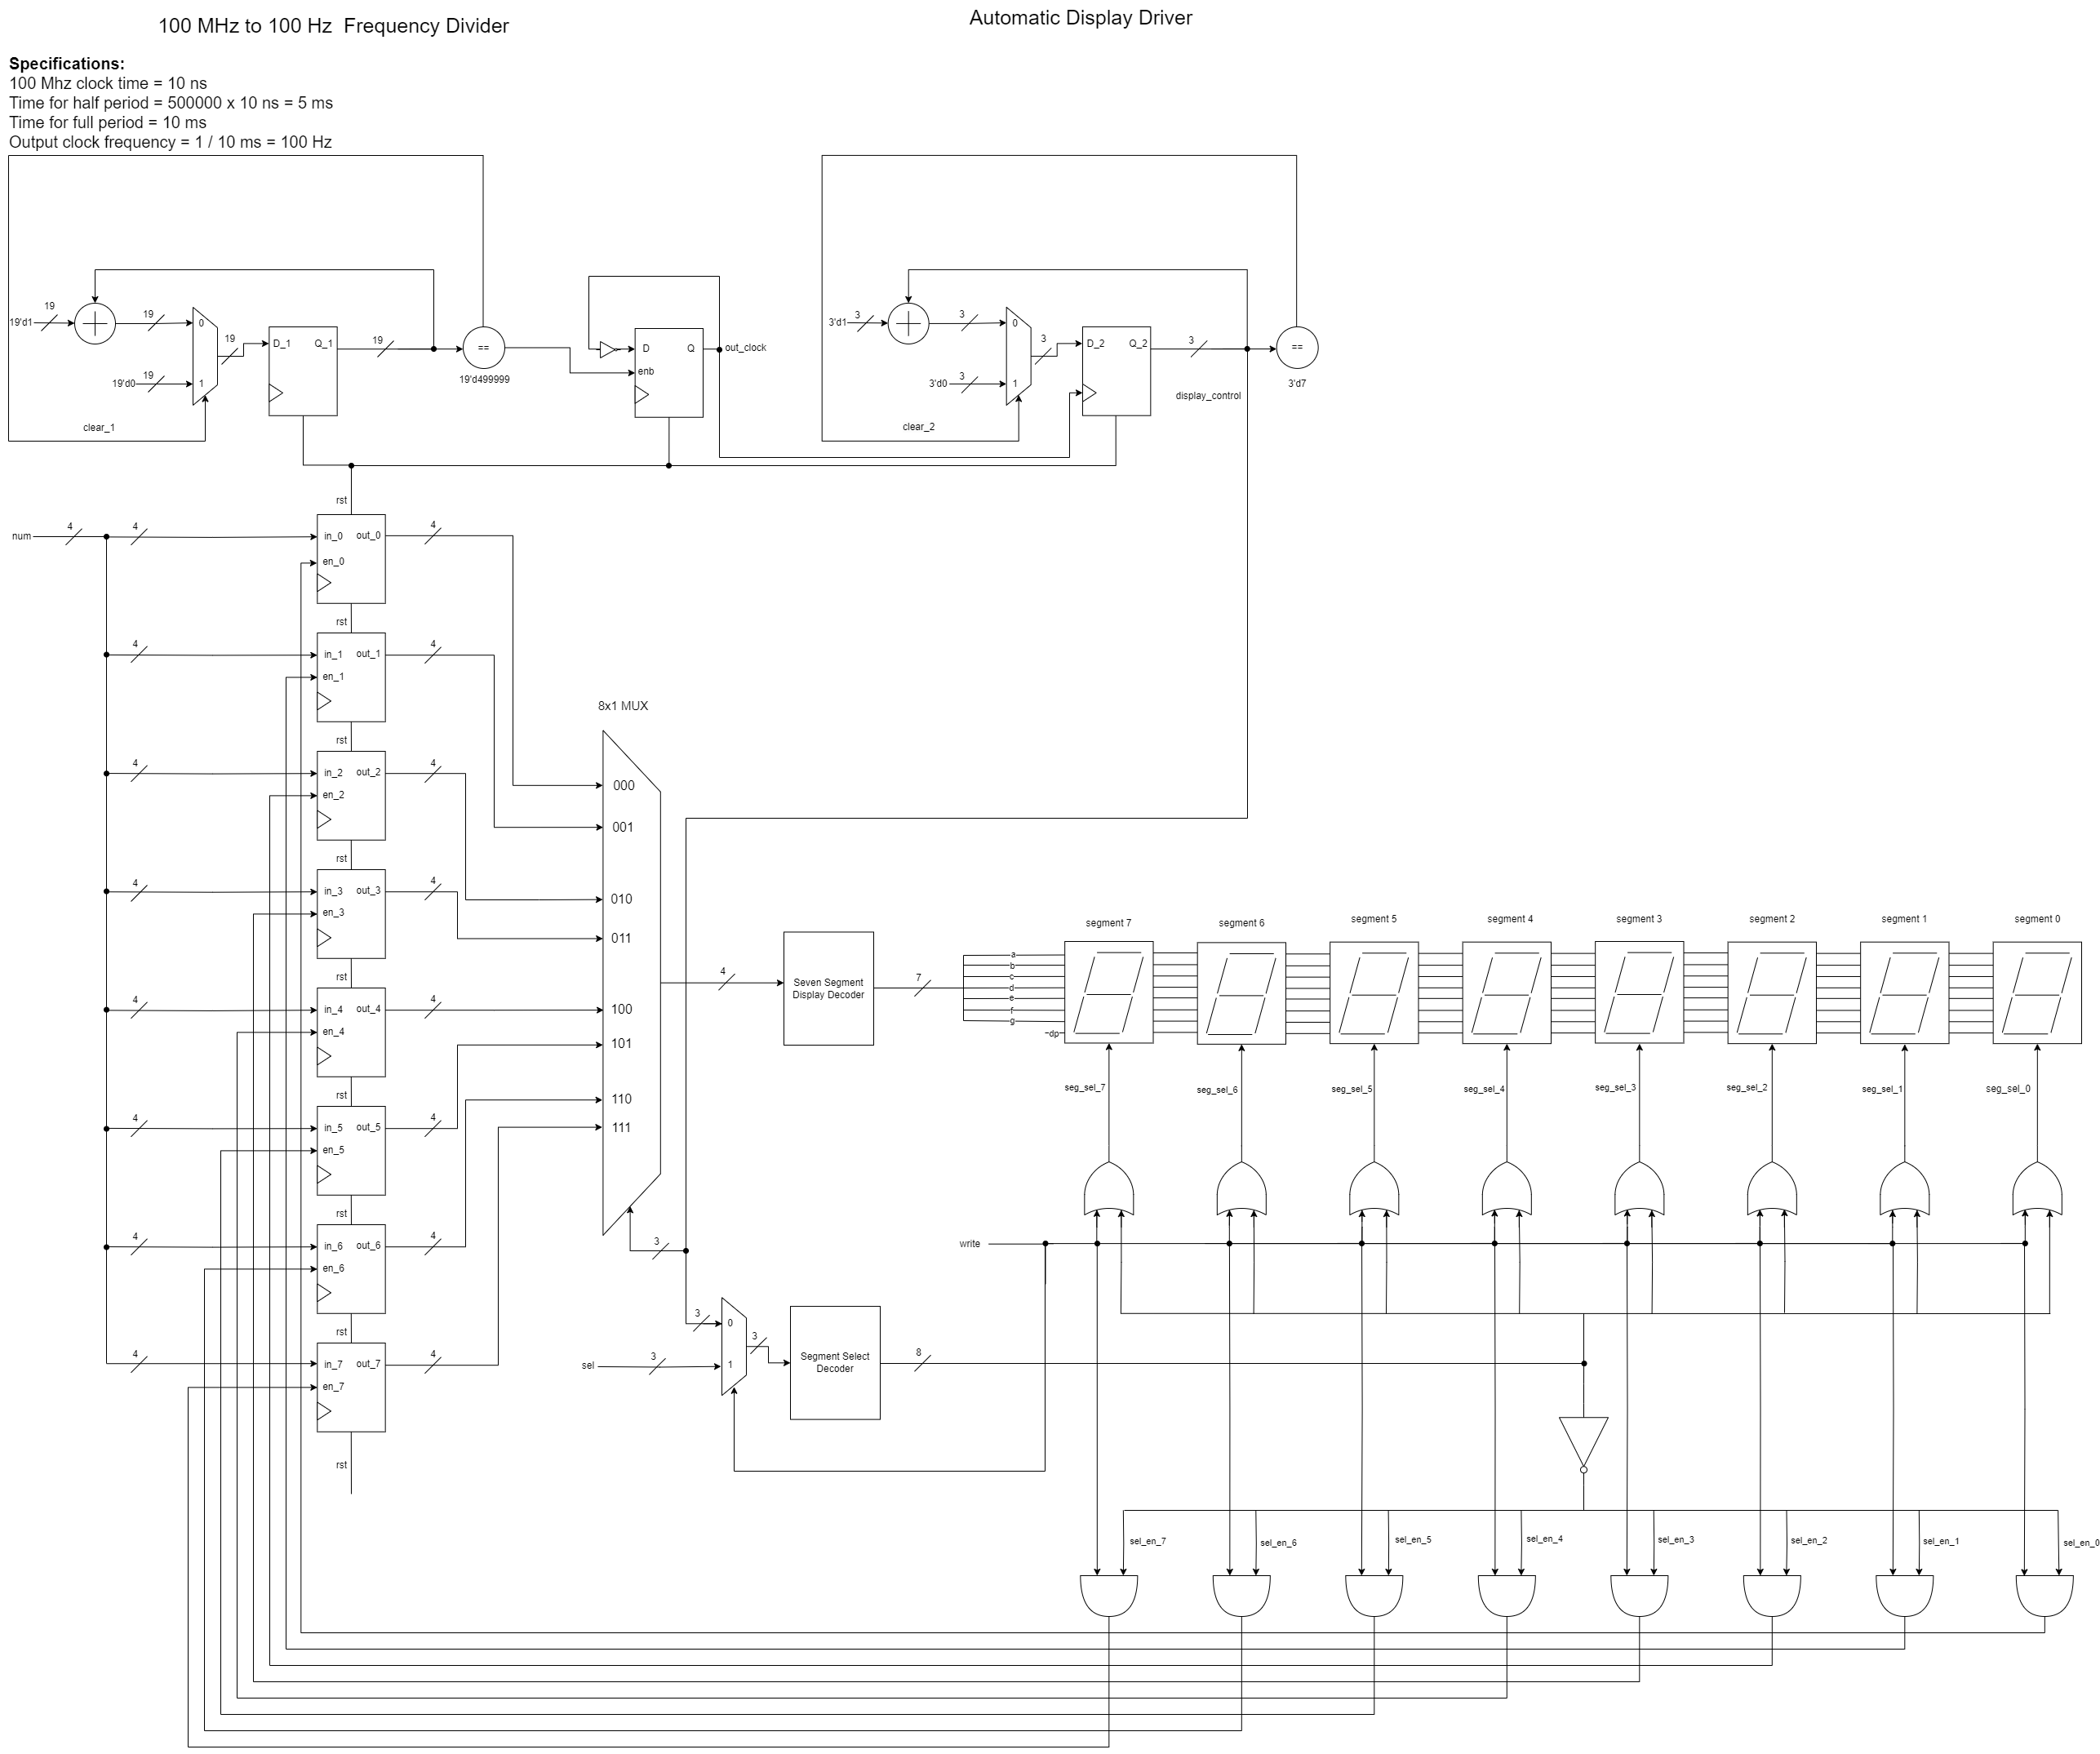 100 MHz to 100 Hz  Frequency Divider
Automatic Display Driver
Specifications:
100 Mhz clock time = 10 ns
Time for half period = 500000 x 10 ns = 5 ms
Time for full period = 10 ms
Output clock frequency = 1 / 10 ms = 100 Hz
19'd1
19
19
19
0
1
19'd0
19
D_1
Q_1
19
==
19'd499999
clear_1
D
Q
enb
out_clock
3'd1
3
3
3
0
1
3'd0
3
D_2
Q_2
3
==
3'd7
display_control
clear_2
rst
num
4
4
in_0
out_0
en_0
4
rst
4
in_1
out_1
en_1
4
rst
4
in_2
out_2
en_2
4
rst
4
in_3
out_3
en_3
4
rst
4
in_4
out_4
en_4
4
rst
4
in_5
out_5
en_5
4
rst
4
in_6
out_6
en_6
4
rst
4
in_7
out_7
en_7
4
rst
8x1 MUX
000
001
010
011
100
101
110
111
3
4
Seven Segment
Display Decoder
7
a
b
c
d
e
f
g
dp
segment 7
segment 6
segment 5
segment 4
segment 3
segment 2
segment 1
segment 0
seg_sel_7
seg_sel_6
seg_sel_5
seg_sel_4
seg_sel_3
seg_sel_2
seg_sel_1
seg_sel_0
write
3
0
3
sel
3
1
Segment Select
Decoder
8
sel_en_7
sel_en_6
sel_en_5
sel_en_4
sel_en_3
sel_en_2
sel_en_1
sel_en_0